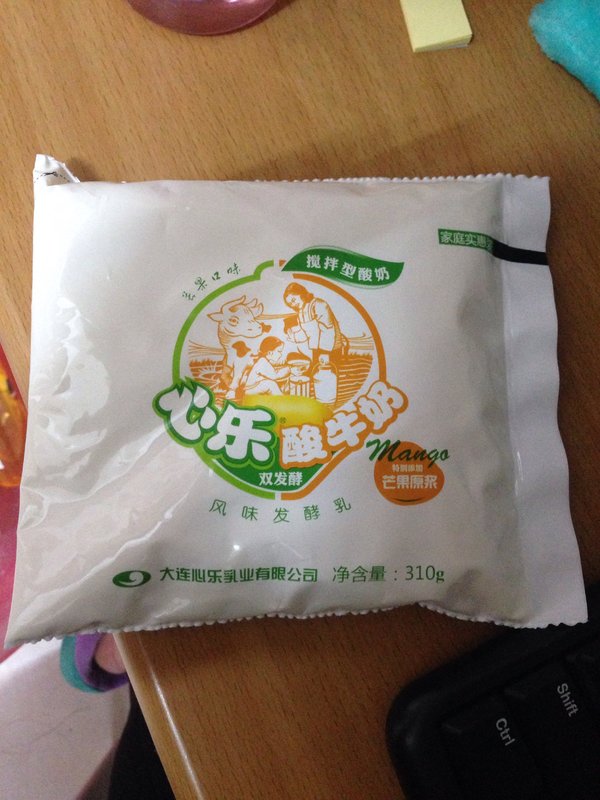 家庭实惠
搅拌型酸奶
芒果口味
心乐®
酸牛奶
Mango
特别添加
芒果原浆
双发酵
风味发酵乳
大连心乐乳业有限公司 净含量：310g
Shift
Ctrl